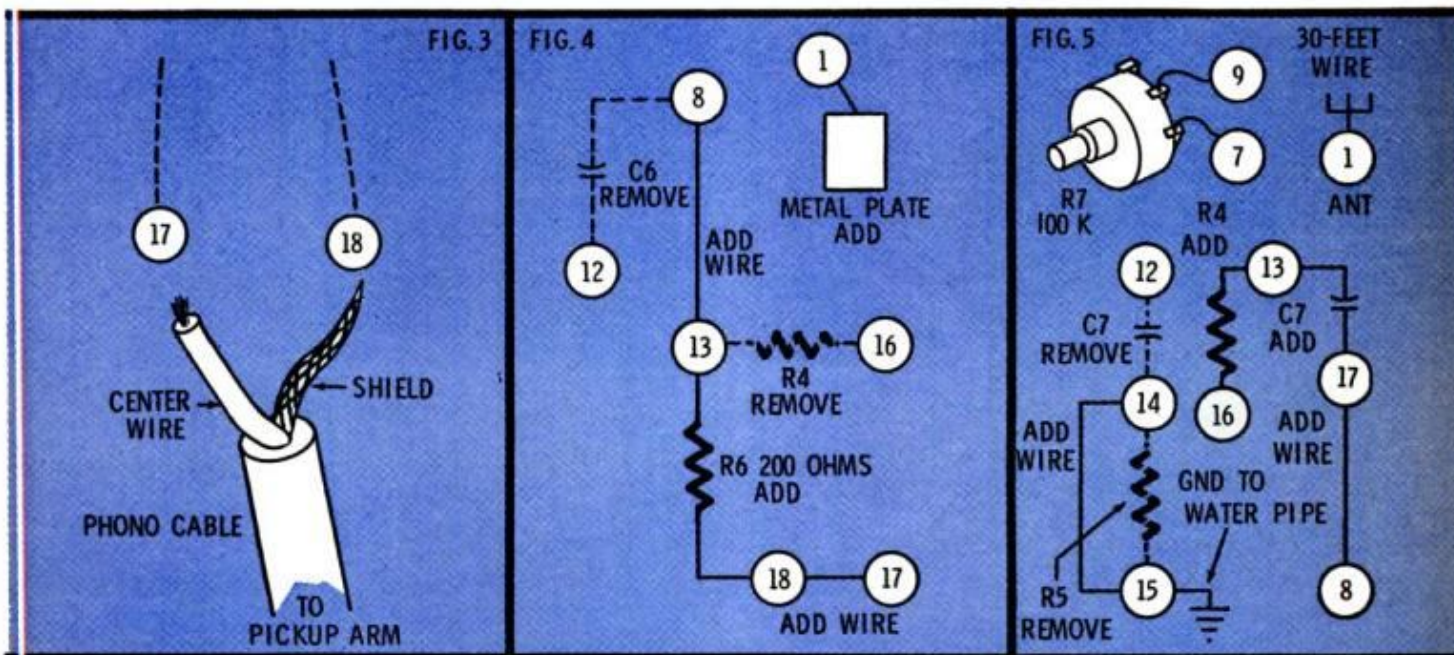 FIG. 3
17
18
CENTER
WIRE
SHIELD
PHONO CABLE
TO
PICKUP ARM
FIG. 4
1
8
C6
REMOVE
METAL PLATE
ADD
12
ADD
WIRE
13
16
R4
REMOVE
R6 200 OHMS
ADD
18
17
ADD WIRE
FIG. 5
30-FEET
WIRE
9
7
1
R7
100 K
ANT
R4
ADD
12
13
C7
REMOVE
C7
ADD
17
14
16
ADD
WIRE
ADD
WIRE
GND TO
WATER PIPE
R5
REMOVE
15
8